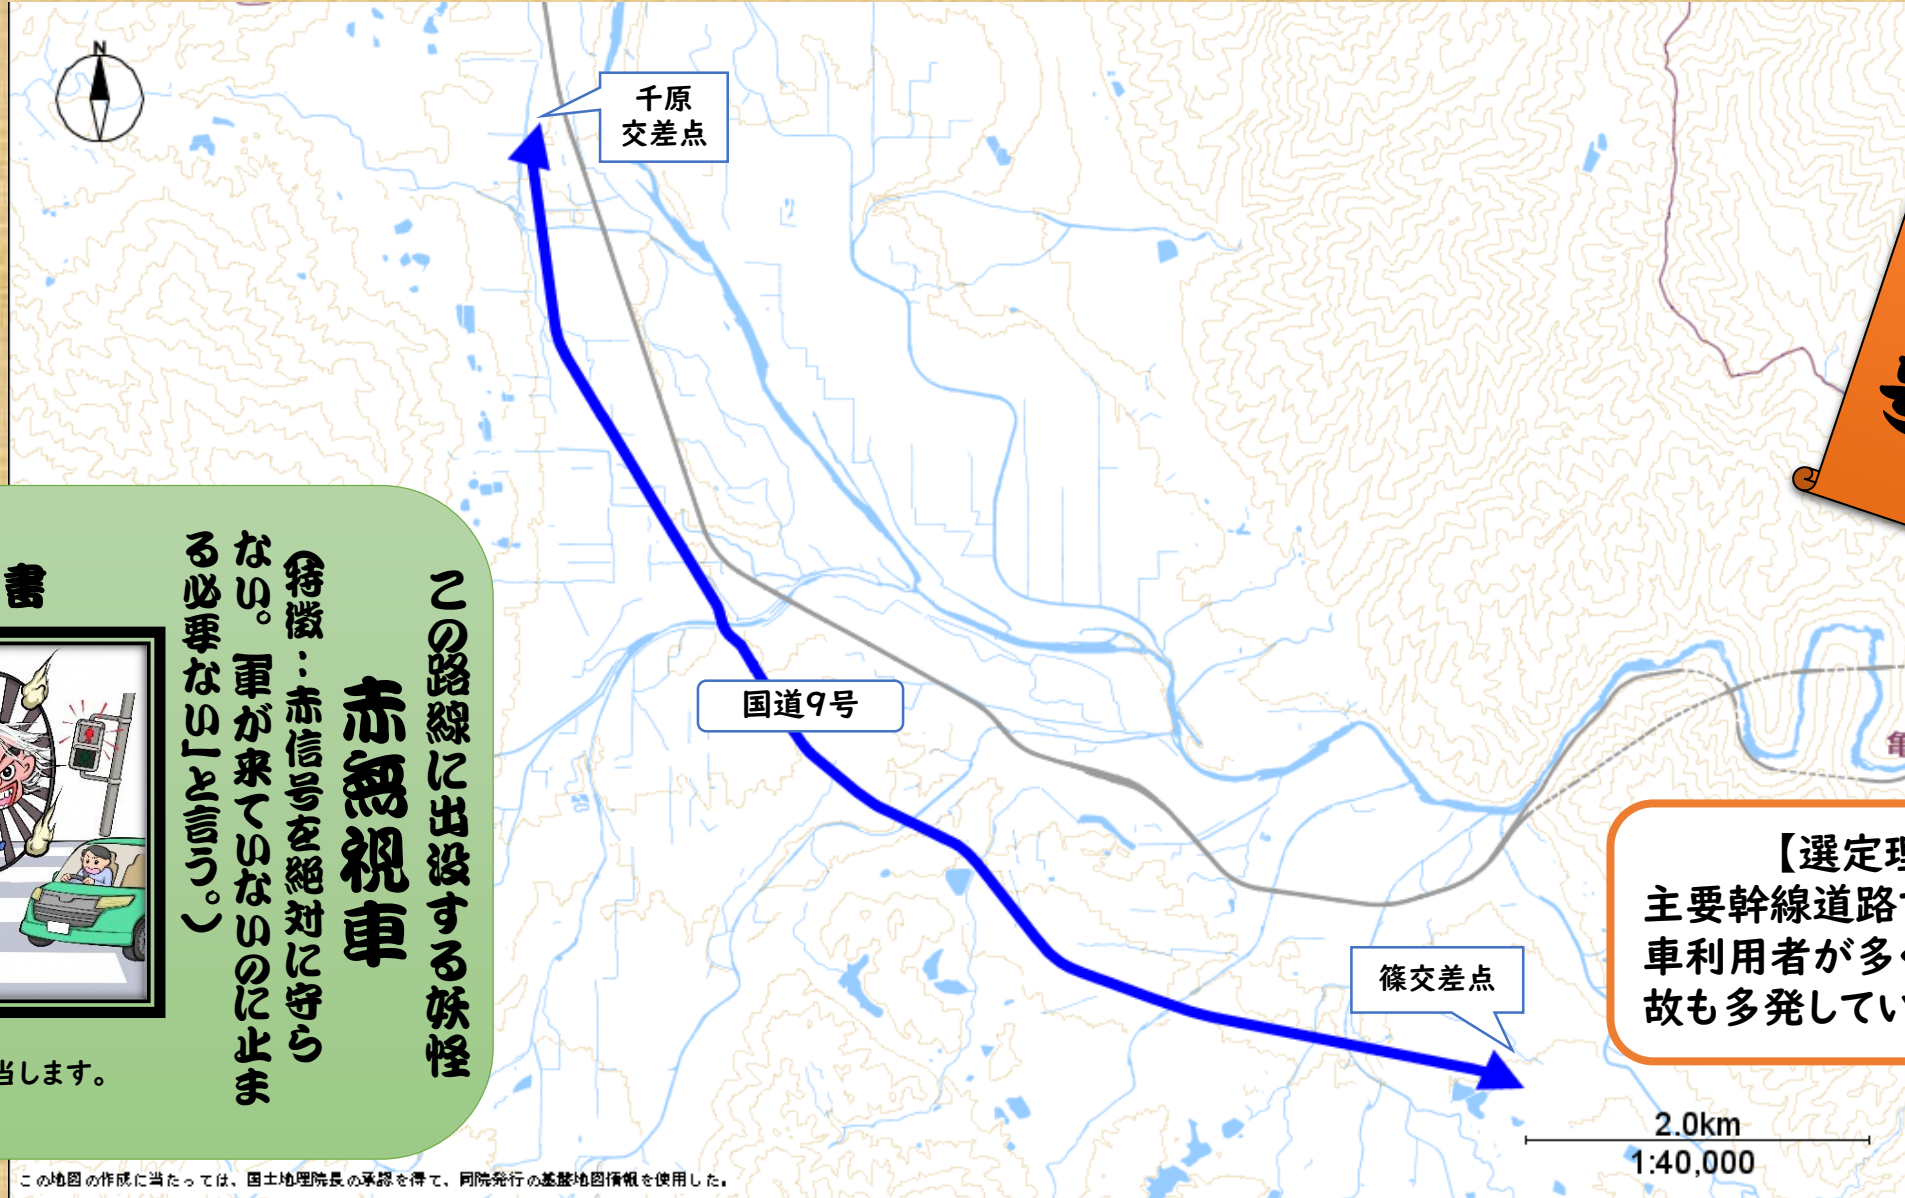 N
千原
交差点
国道9号
篠交差点
この路線に出没する妖怪
赤無視車
(特徴：赤信号を絶対に守ら
ない。「車が来ていないのに止ま
る必要ない」と言う。)
書
当します。
【選定理
主要幹線道路で
車利用者が多く
故も多発してい
亀
2.0km
1:40,000
この地図の作成に当たっては、国土地理院長の承認を得て、同院発行の基盤地図情報を使用した。